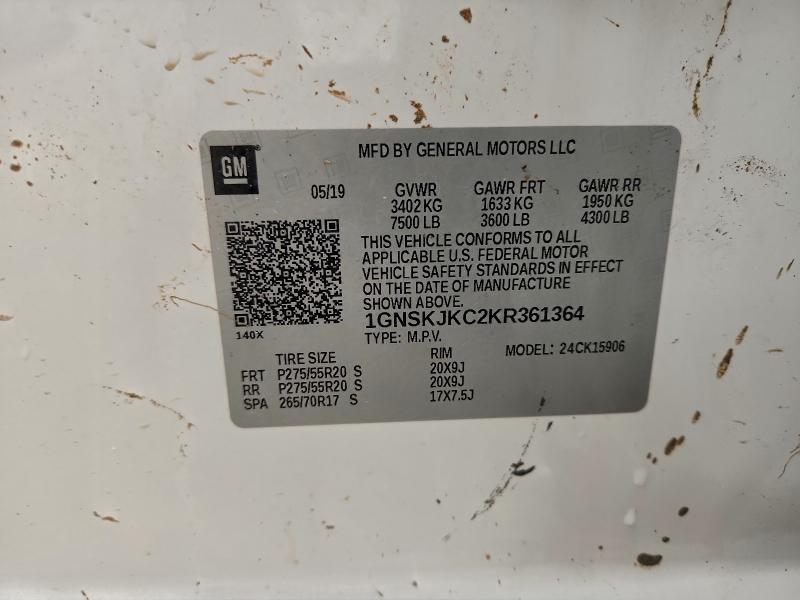 GM
MFD BY GENERAL MOTORS LLC
05/19 GVWR GAWR FRT GAWR RR
3402 KG 1633 KG 1950 KG
7500 LB 3600 LB 4300 LB
THIS VEHICLE CONFORMS TO ALL
APPLICABLE U.S. FEDERAL MOTOR
VEHICLE SAFETY STANDARDS IN EFFECT
ON THE DATE OF MANUFACTURE
SHOWN ABOVE.
1GNSKJKC2KR361364
140X
TYPE: M.P.V. MODEL: 24CK15906
TIRE SIZE RIM
FRT P275/55R20 S 20X9J
RR P275/55R20 S 20X9J
SPA 265/70R17 S 17X7.5J